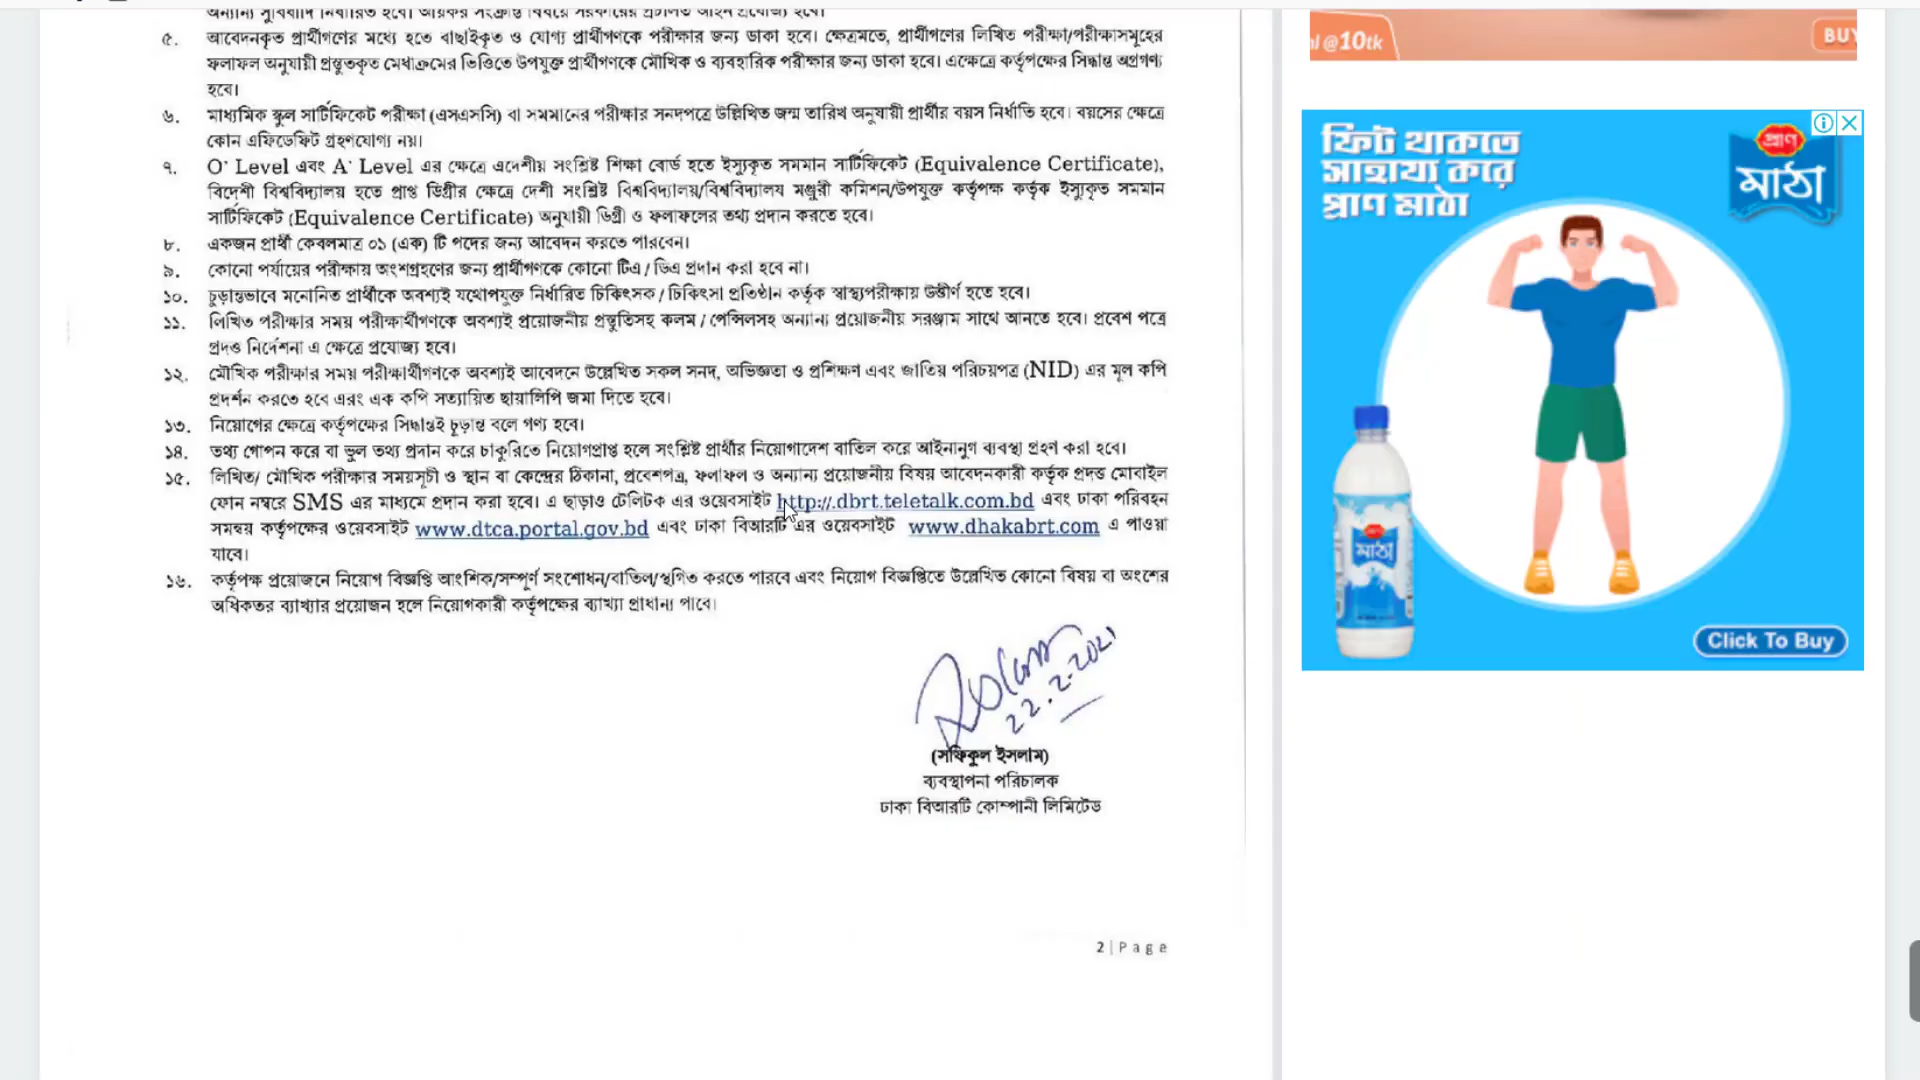 অন্যান্য সুবিধাদি নির্ধারিত হবে। আয়কর সংক্রান্ত বিষয়ে সরকারের প্রচলিত আইন প্রযোজ্য হবে।
৫. আবেদনকৃত প্রার্থীগণের মধ্যে হতে বাছাইকৃত ও যোগ্য প্রার্থীগণকে পরীক্ষার জন্য ডাকা হবে। ক্ষেত্রমতে, প্রার্থীগণের লিখিত পরীক্ষা/পরীক্ষাসমুহের
ফলাফল অনুযায়ী প্রস্তুতকৃত মেধাক্রমের ভিত্তিতে উপযুক্ত প্রার্থীগণকে মৌখিক ও ব্যবহারিক পরীক্ষার জন্য ডাকা হবে। এক্ষেত্রে কর্তৃপক্ষের সিদ্ধান্ত অগ্রগণ্য
হবে।
৬. মাধ্যমিক স্কুল সার্টিফিকেট পরীক্ষা (এসএসসি) বা সমমানের পরীক্ষার সনদপত্রে উল্লিখিত জন্ম তারিখ অনুযায়ী প্রার্থীর বয়স নির্ধাতি হবে। বয়সের ক্ষেত্রে
কোন এফিডেফিট গ্রহণযোগ্য নয়।
৭. O` Level এবং A` Level এর ক্ষেত্রে এদেশীয় সংশ্লিষ্ট শিক্ষা বোর্ড হতে ইস্যুকৃত সমমান সার্টিফিকেট (Equivalence Certificate),
বিদেশী বিশ্ববিদ্যালয় হতে প্রাপ্ত ডিগ্রীর ক্ষেত্রে দেশী সংশ্লিষ্ট বিশ্ববিদ্যালয়/বিশ্ববিদ্যালয় মঞ্জুরী কমিশন/উপযুক্ত কর্তৃপক্ষ কর্তৃক ইস্যুকৃত সমমান
সার্টিফিকেট (Equivalence Certificate) অনুযায়ী ডিগ্রী ও ফলাফলের তথ্য প্রদান করতে হবে।
৮. একজন প্রার্থী কেবলমাত্র ০১ (এক) টি পদের জন্য আবেদন করতে পারবেন।
৯. কোনো পর্যায়ের পরীক্ষায় অংশগ্রহণের জন্য প্রার্থীগণকে কোনো টিএ / ডিএ প্রদান করা হবে না।
১০. চুড়ান্তভাবে মনোনিত প্রার্থীকে অবশ্যই যথোপযুক্ত নির্ধারিত চিকিৎসক / চিকিৎসা প্রতিষ্ঠান কর্তৃক স্বাস্থ্যপরীক্ষায় উত্তীর্ণ হতে হবে।
১১. লিখিত পরীক্ষার সময় পরীক্ষার্থীগণকে অবশ্যই প্রয়োজনীয় প্রস্তুতিসহ কলম / পেন্সিলসহ অন্যান্য প্রয়োজনীয় সরঞ্জাম সাথে আনতে হবে। প্রবেশ পত্রে
প্রদত্ত নির্দেশনা এ ক্ষেত্রে প্রযোজ্য হবে।
১২. মৌখিক পরীক্ষার সময় পরীক্ষার্থীগণকে অবশ্যই আবেদনে উল্লেখিত সকল সনদ, অভিজ্ঞতা ও প্রশিক্ষণ এবং জাতিয় পরিচয়পত্র (NID) এর মূল কপি
প্রদর্শন করতে হবে এরং এক কপি সত্যায়িত ছায়ালিপি জমা দিতে হবে।
১৩. নিয়োগের ক্ষেত্রে কর্তৃপক্ষের সিদ্ধান্তই চূড়ান্ত বলে গণ্য হবে।
১৪. তথ্য গোপন করে বা ভুল তথ্য প্রদান করে চাকুরিতে নিয়োগপ্রাপ্ত হলে সংশ্লিষ্ট প্রার্থীর নিয়োগাদেশ বাতিল করে আইনানুগ ব্যবস্থা গ্রহণ করা হবে।
১৫. লিখিত/ মৌখিক পরীক্ষার সময়সূচী ও স্থান বা কেন্দ্রের ঠিকানা, প্রবেশপত্র, ফলাফল ও অন্যান্য প্রয়োজনীয় বিষয় আবেদনকারী কর্তৃক প্রদত্ত মোবাইল
ফোন নম্বরে SMS এর মাধ্যমে প্রদান করা হবে। এ ছাড়াও টেলিটক এর ওয়েবসাইট http://.dbrt.teletalk.com.bd এবং ঢাকা পরিবহন
সমন্বয় কর্তৃপক্ষের ওয়েবসাইট www.dtca.portal.gov.bd এবং ঢাকা বিআরটি এর ওয়েবসাইট www.dhakabrt.com এ পাওয়া
যাবে।
১৬. কর্তৃপক্ষ প্রয়োজনে নিয়োগ বিজ্ঞপ্তি আংশিক/সম্পূর্ণ সংশোধন/বাতিল/স্থগিত করতে পারবে এবং নিয়োগ বিজ্ঞপ্তিতে উল্লেখিত কোনো বিষয় বা অংশের
অধিকতর ব্যাখ্যার প্রয়োজন হলে নিয়োগকারী কর্তৃপক্ষের ব্যাখ্যা প্রাধান্য পাবে।
22.2.2021
(সফিকুল ইসলাম)
ব্যবস্থাপনা পরিচালক
ঢাকা বিআরটি কোম্পানী লিমিটেড
2 | Page
@10tk
BUY
ফিট থাকতে
সাহায্য করে
প্রাণ মাঠা
প্রাণ
মাঠা
প্রাণ
মাঠা
Click To Buy